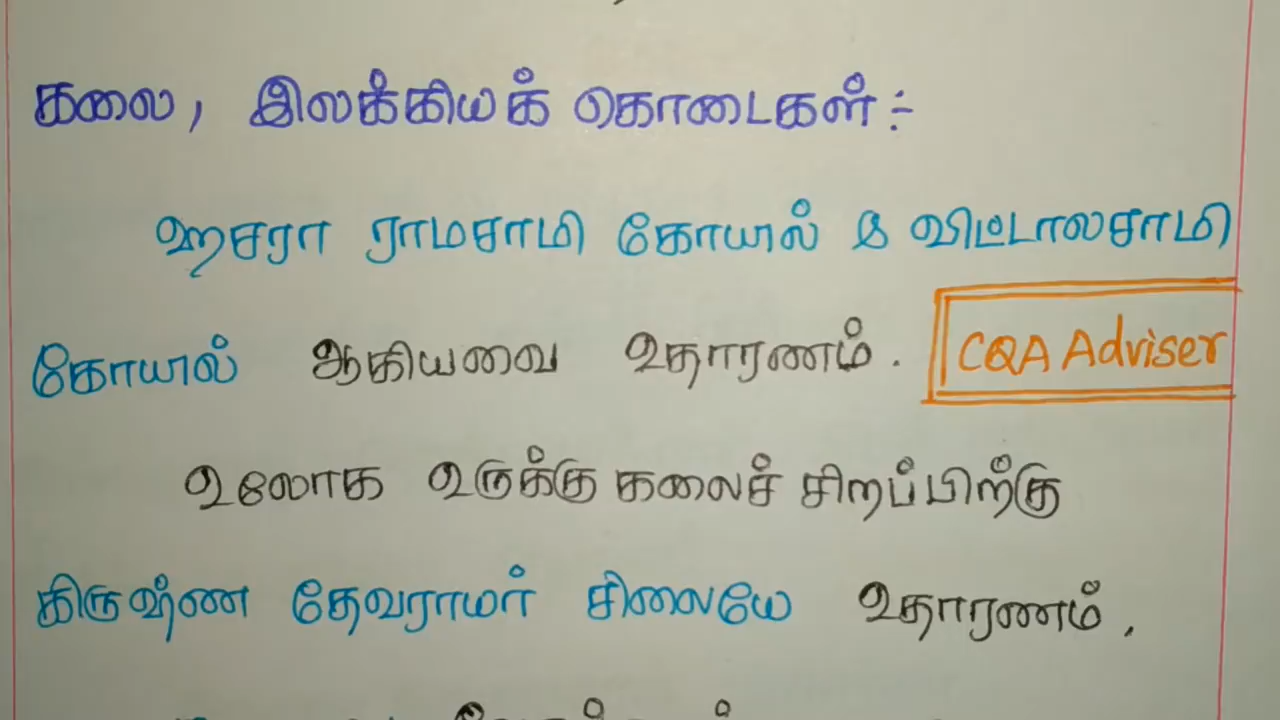 கலை, இலக்கியக் கொடைகள் :-
ஹசரா ராமசாமி கோயில் & விட்டாலசாமி
கோயில் ஆகியவை உதாரணம். CQA Adviser
உலோக உருக்கு கலைச் சிறப்பிற்கு
கிருஷ்ண தேவராயர் சிலையே உதாரணம்.